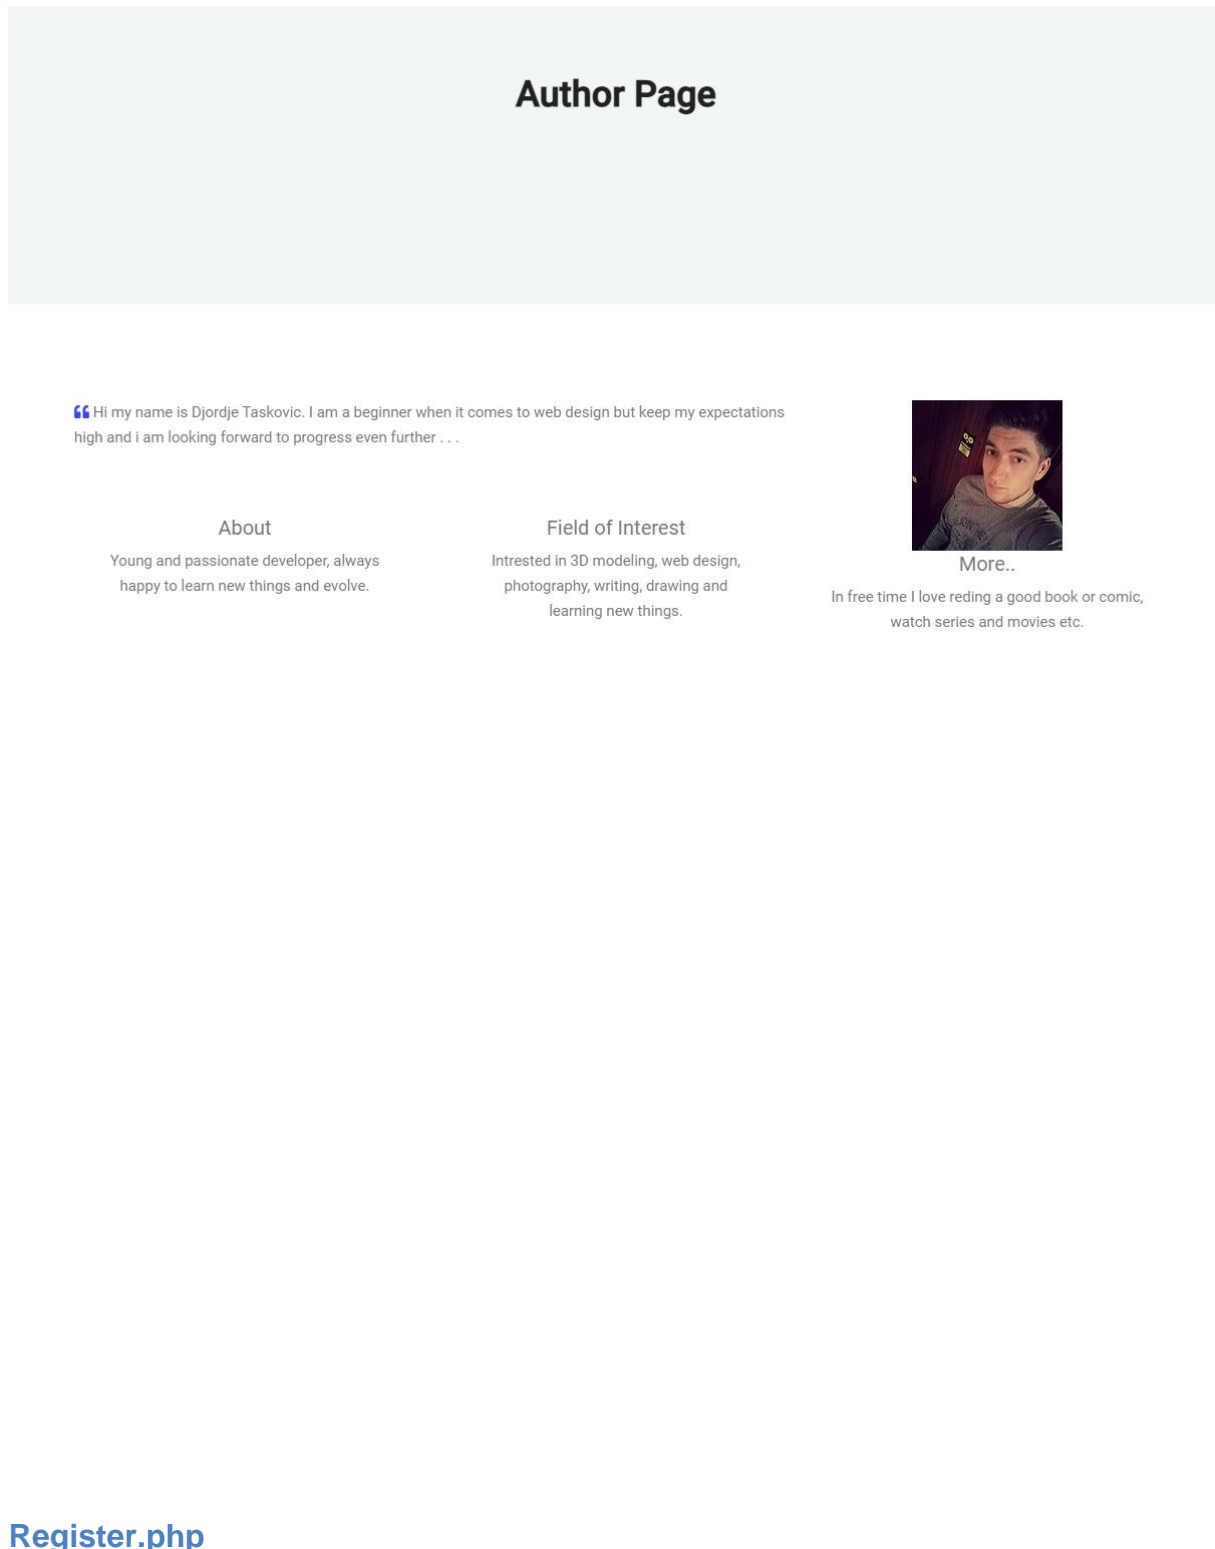 Author Page
Hi my name is Djordje Taskovic. I am a beginner when it comes to web design but keep my expectations
high and i am looking forward to progress even further . . .
About
Young and passionate developer, always
happy to learn new things and evolve.
Field of Interest
Intrested in 3D modeling, web design,
photography, writing, drawing and
learning new things.
More..
In free time I love reding a good book or comic,
watch series and movies etc.
Register.php